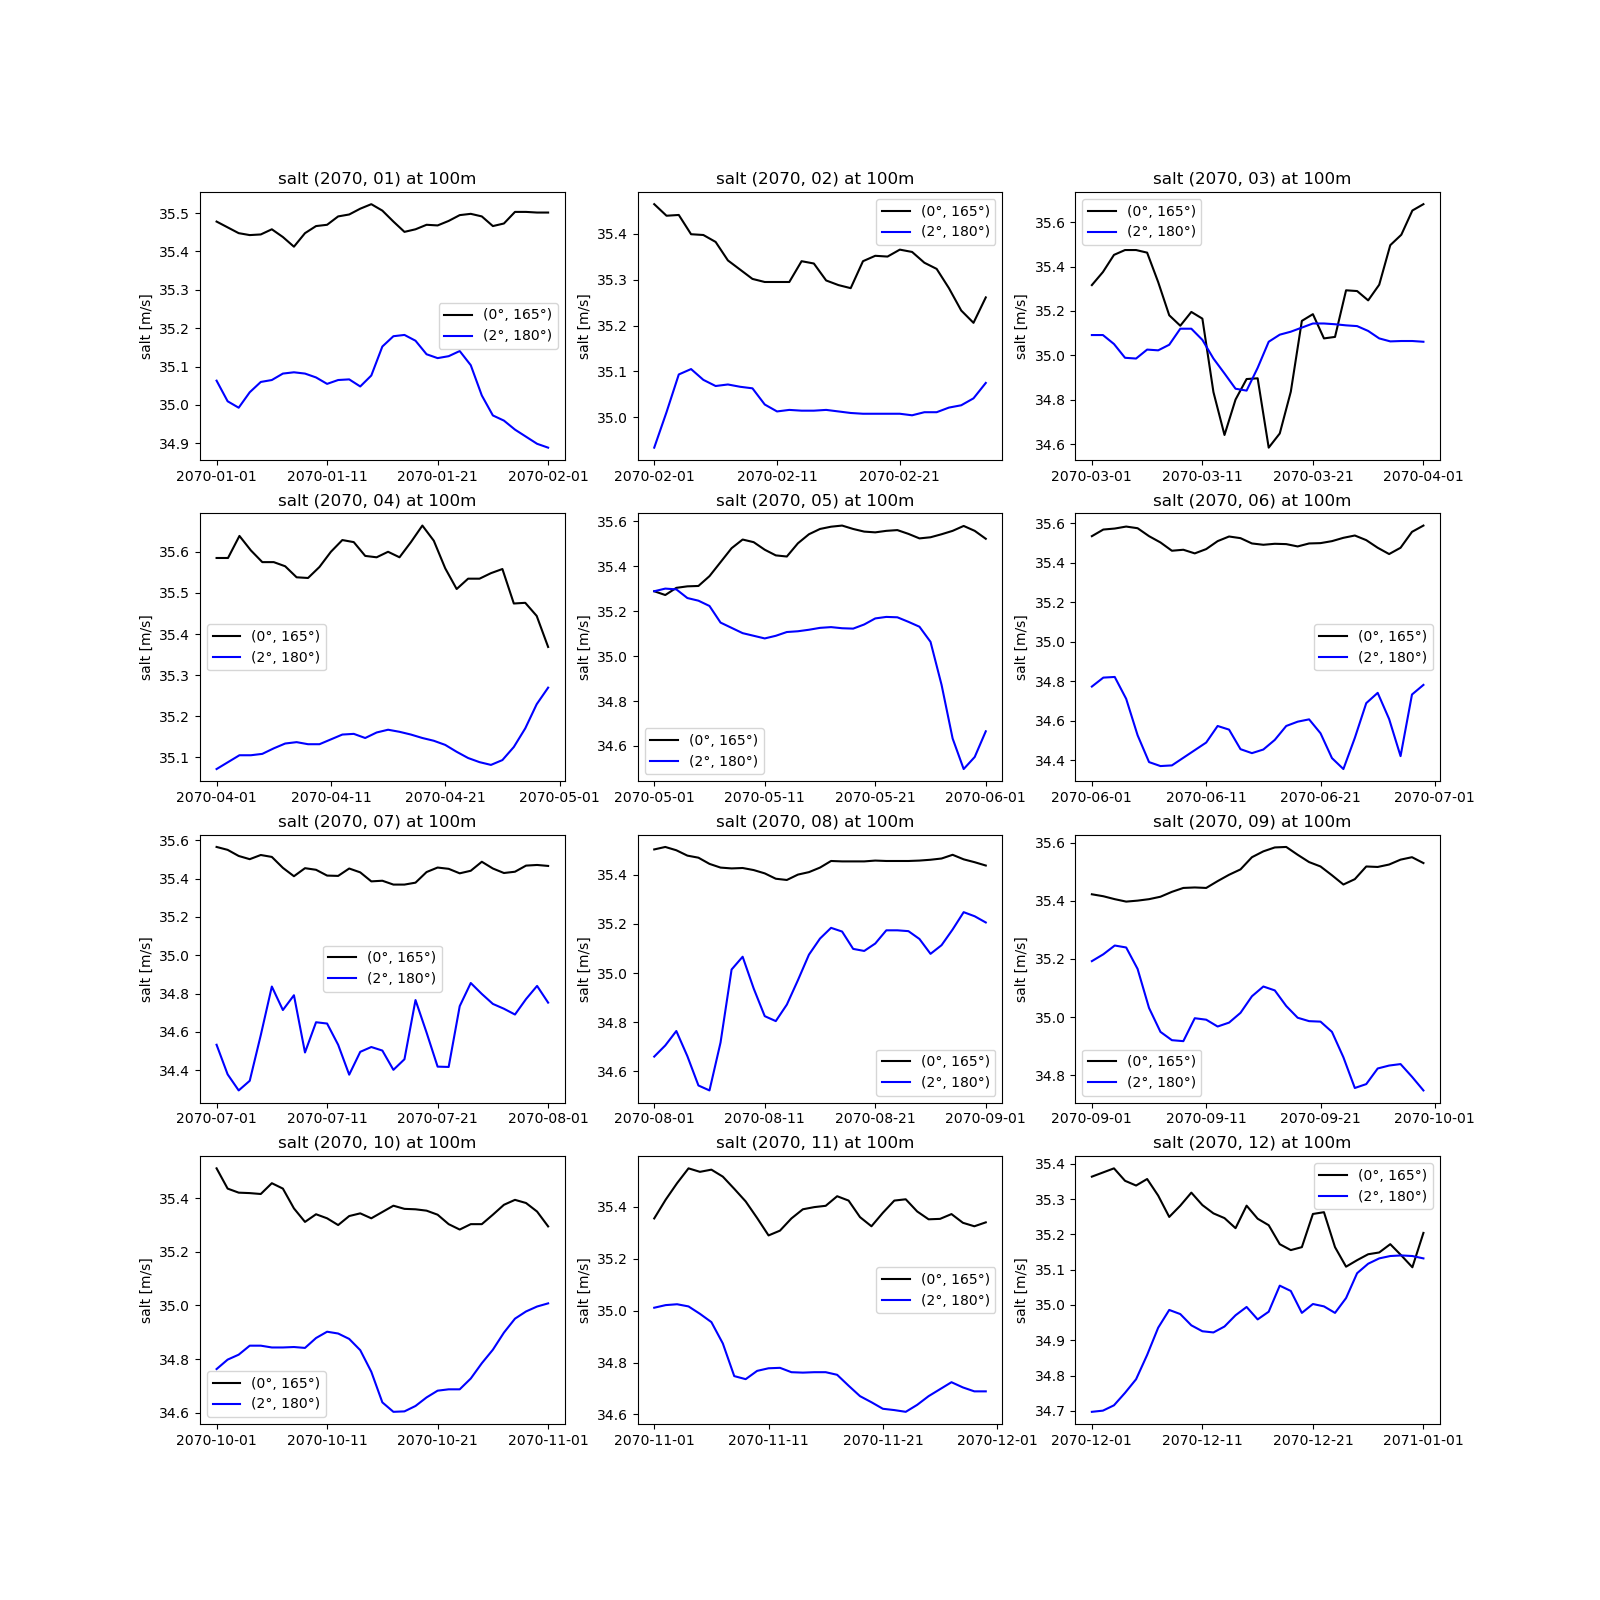 salt (2070, 01) at 100m
salt [m/s]
35.5
35.4
35.3
35.2
35.1
35.0
34.9
(0°, 165°)
(2°, 180°)
2070-01-01 2070-01-11 2070-01-21 2070-02-01
salt (2070, 02) at 100m
salt [m/s]
35.4
35.3
35.2
35.1
35.0
(0°, 165°)
(2°, 180°)
2070-02-01 2070-02-11 2070-02-21
salt (2070, 03) at 100m
salt [m/s]
35.6
35.4
35.2
35.0
34.8
34.6
(0°, 165°)
(2°, 180°)
2070-03-01 2070-03-11 2070-03-21 2070-04-01
salt (2070, 04) at 100m
salt [m/s]
35.6
35.5
35.4
35.3
35.2
35.1
(0°, 165°)
(2°, 180°)
2070-04-01 2070-04-11 2070-04-21 2070-05-01
salt (2070, 05) at 100m
salt [m/s]
35.6
35.4
35.2
35.0
34.8
34.6
(0°, 165°)
(2°, 180°)
2070-05-01 2070-05-11 2070-05-21 2070-06-01
salt (2070, 06) at 100m
salt [m/s]
35.6
35.4
35.2
35.0
34.8
34.6
34.4
(0°, 165°)
(2°, 180°)
2070-06-01 2070-06-11 2070-06-21 2070-07-01
salt (2070, 07) at 100m
salt [m/s]
35.6
35.4
35.2
35.0
34.8
34.6
34.4
(0°, 165°)
(2°, 180°)
2070-07-01 2070-07-11 2070-07-21 2070-08-01
salt (2070, 08) at 100m
salt [m/s]
35.4
35.2
35.0
34.8
34.6
(0°, 165°)
(2°, 180°)
2070-08-01 2070-08-11 2070-08-21 2070-09-01
salt (2070, 09) at 100m
salt [m/s]
35.6
35.4
35.2
35.0
34.8
(0°, 165°)
(2°, 180°)
2070-09-01 2070-09-11 2070-09-21 2070-10-01
salt (2070, 10) at 100m
salt [m/s]
35.4
35.2
35.0
34.8
34.6
(0°, 165°)
(2°, 180°)
2070-10-01 2070-10-11 2070-10-21 2070-11-01
salt (2070, 11) at 100m
salt [m/s]
35.4
35.2
35.0
34.8
34.6
(0°, 165°)
(2°, 180°)
2070-11-01 2070-11-11 2070-11-21 2070-12-01
salt (2070, 12) at 100m
salt [m/s]
35.4
35.3
35.2
35.1
35.0
34.9
34.8
34.7
(0°, 165°)
(2°, 180°)
2070-12-01 2070-12-11 2070-12-21 2071-01-01